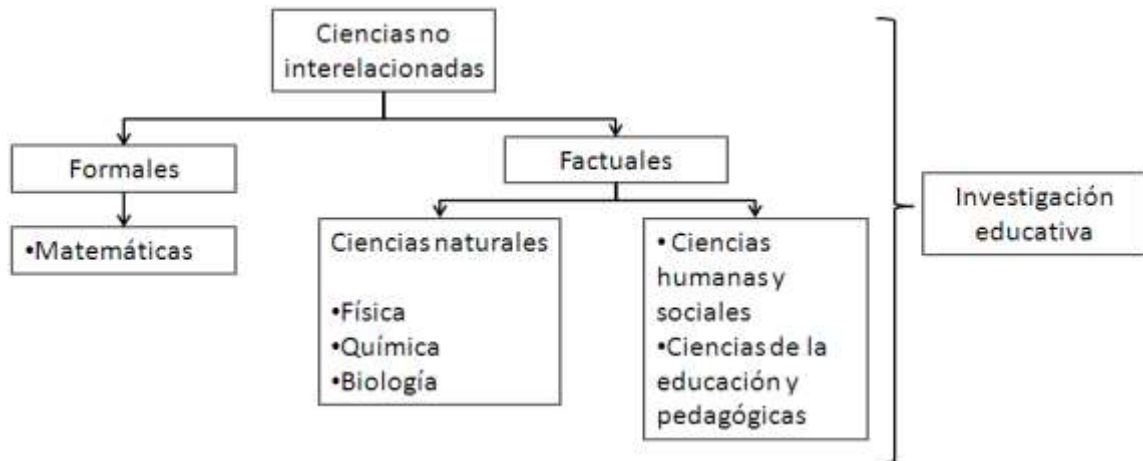 Ciencias no
interelacionadas
Formales
Factuales
•Matemáticas
Ciencias naturales
•Física
•Química
•Biología
• Ciencias
humanas y
sociales
•Ciencias de la
educación y
pedagógicas
Investigación
educativa